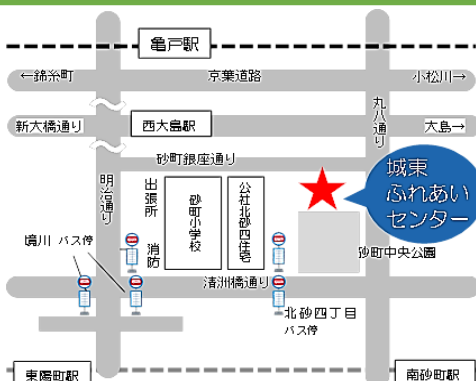 亀戸駅
←錦糸町
京葉道路
小松川→
新大橋通り
西大島駅
丸八通り
大島→
砂町銀座通り
明治通り
出張所
消防
砂町小学校
公社北砂四住宅
城東
ふれあい
センター
境川 バス停
砂町中央公園
清洲橋通り
北砂四丁目
バス停
東陽町駅
南砂町駅